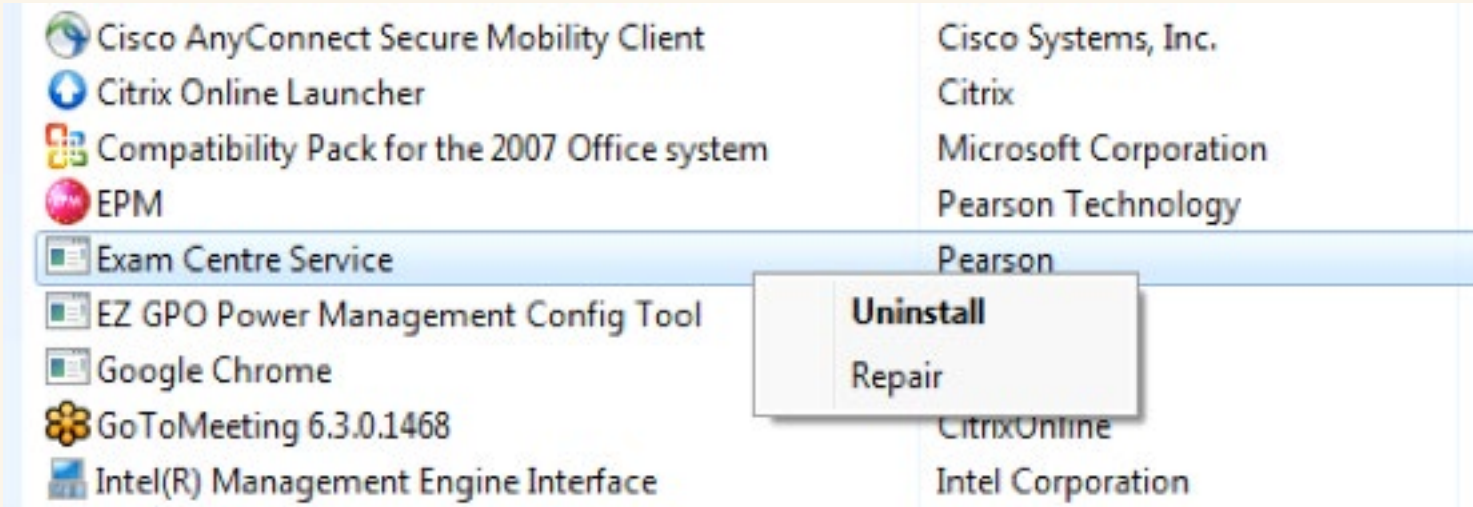 Cisco AnyConnect Secure Mobility Client Cisco Systems, Inc.
Citrix Online Launcher Citrix
Compatibility Pack for the 2007 Office system Microsoft Corporation
EPM Pearson Technology
Exam Centre Service Pearson
EZ GPO Power Management Config Tool Uninstall
Google Chrome Repair
GoToMeeting 6.3.0.1468 CitrixOnline
Intel(R) Management Engine Interface Intel Corporation